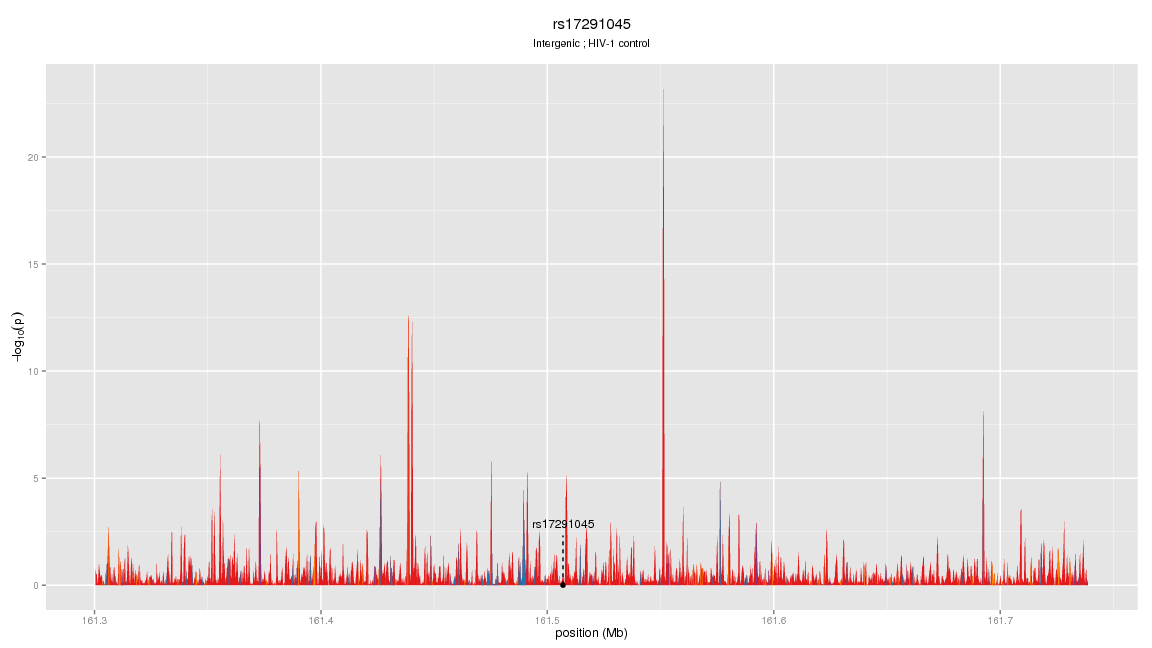 rs17291045
Intergenic ; HIV-1 control
20
15
10
5
0
−log10(p)
rs17291045
161.3 161.4 161.5 161.6 161.7
position (Mb)